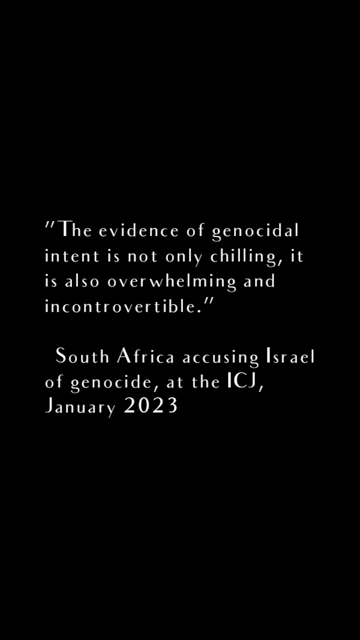 "The evidence of genocidal
intent is not only chilling, it
is also overwhelming and
incontrovertible."
South Africa accusing Israel
of genocide, at the ICJ,
January 2023